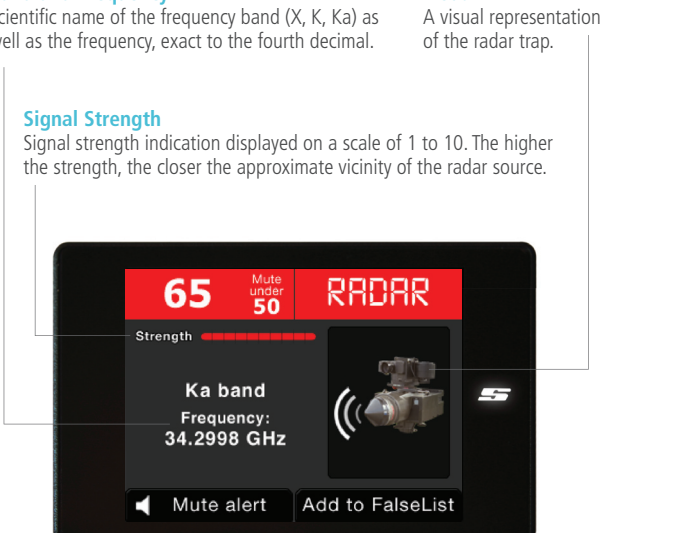 cientific name of the frequency band (X, K, Ka) as
ell as the frequency, exact to the fourth decimal.
A visual representation
of the radar trap.
Signal Strength
Signal strength indication displayed on a scale of 1 to 10. The higher
the strength, the closer the approximate vicinity of the radar source.
65
Mute
under
50
RADAR
Strength
Ka band
Frequency:
34.2998 GHz
Mute alert
Add to FalseList